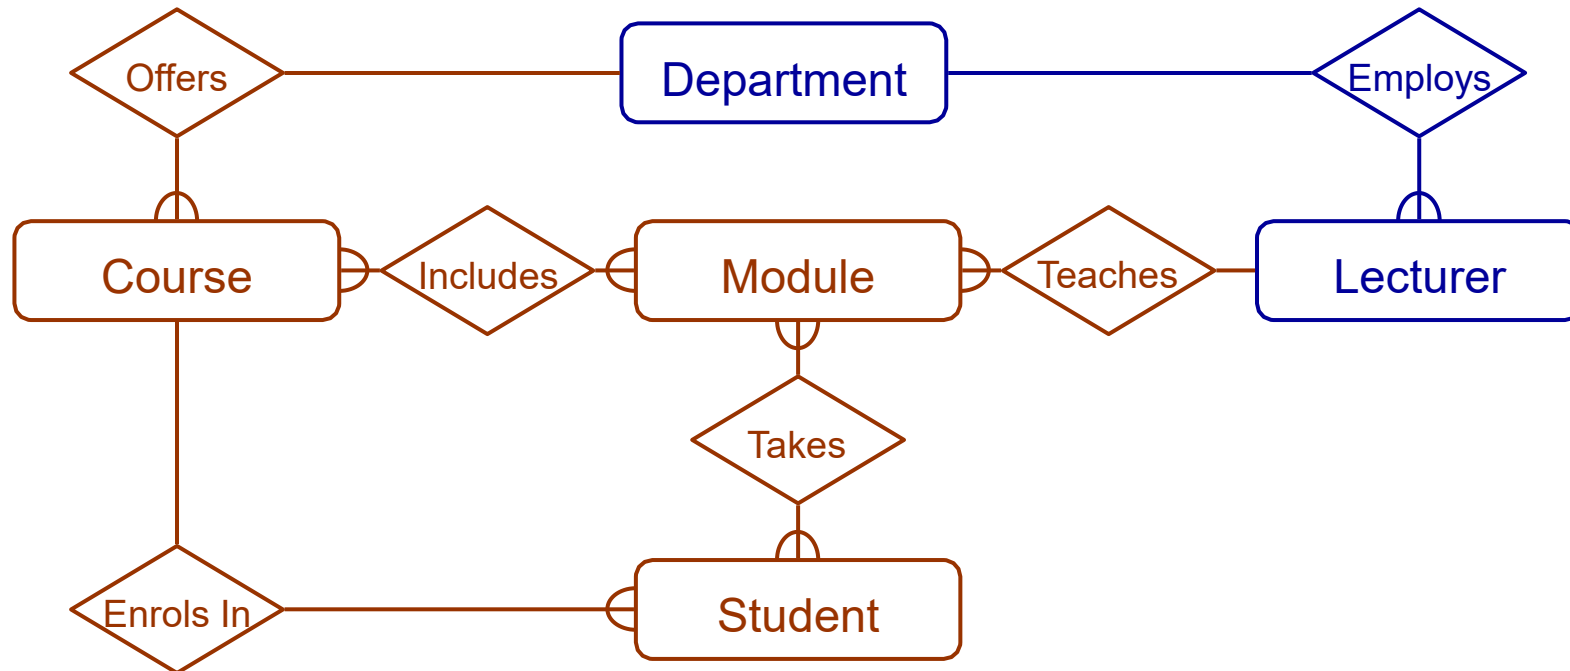 Offers
Department
Employs
Course
Includes
Module
Teaches
Lecturer
Takes
Enrols In
Student